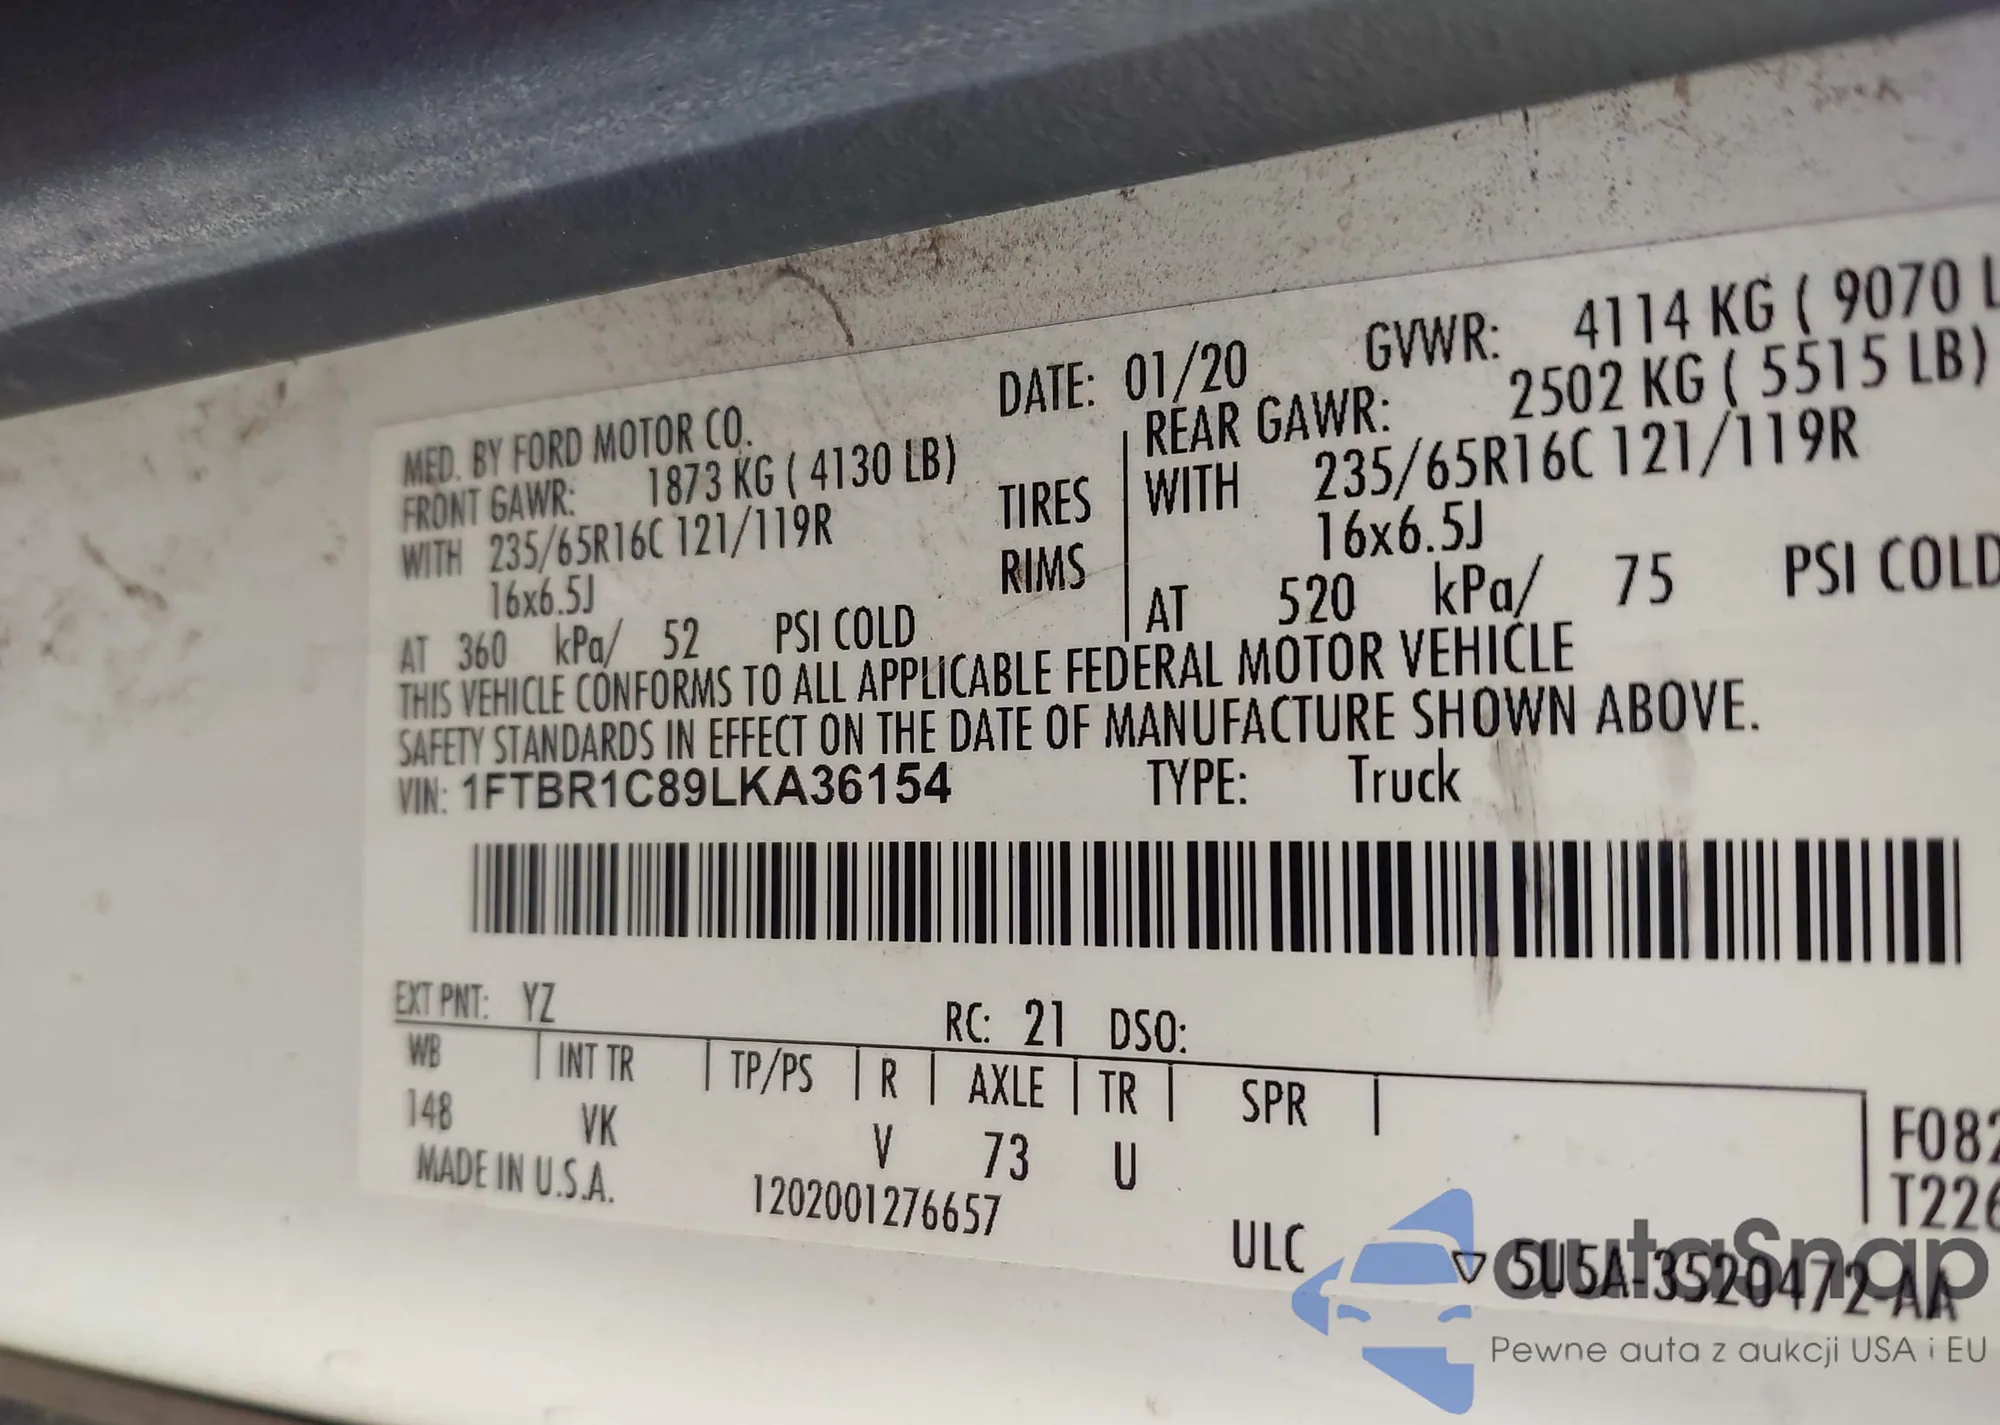 DATE: 01/20 GVWR: 4114 KG ( 9070 L
MFD. BY FORD MOTOR CO.
FRONT GAWR: 1873 KG ( 4130 LB) REAR GAWR: 2502 KG ( 5515 LB)
WITH 235/65R16C 121/119R TIRES WITH 235/65R16C 121/119R
16x6.5J RIMS 16x6.5J
AT 360 kPa/ 52 PSI COLD AT 520 kPa/ 75 PSI COLD
THIS VEHICLE CONFORMS TO ALL APPLICABLE FEDERAL MOTOR VEHICLE
SAFETY STANDARDS IN EFFECT ON THE DATE OF MANUFACTURE SHOWN ABOVE.
VIN: 1FTBR1C89LKA36154 TYPE: Truck
EXT PNT: YZ RC: 21 DSO:
WB INT TR TP/PS R AXLE TR SPR
148 VK V 73 U
F082
T226
MADE IN U.S.A. 1202001276657
ULC ▽ 5U5A-3520472-AA
autoSnap
Pewne auta z aukcji USA i EU